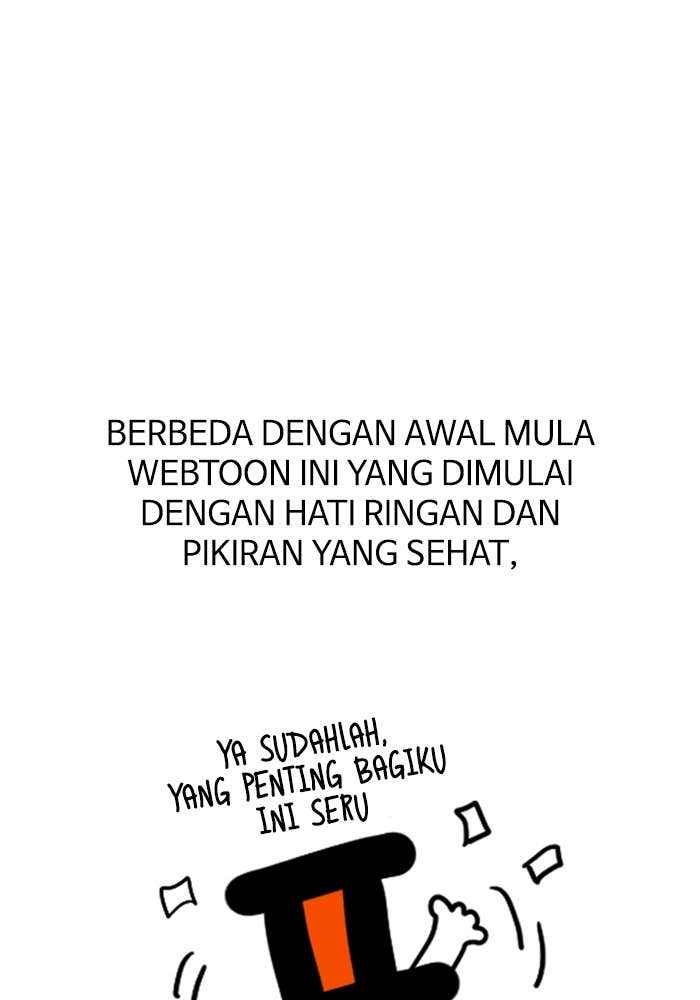 BERBEDA DENGAN AWAL MULA
WEBTOON INI YANG DIMULAI
DENGAN HATI RINGAN DAN
PIKIRAN YANG SEHAT,
YA SUDAHLAH,
YANG PENTING BAGIKU
INI SERU